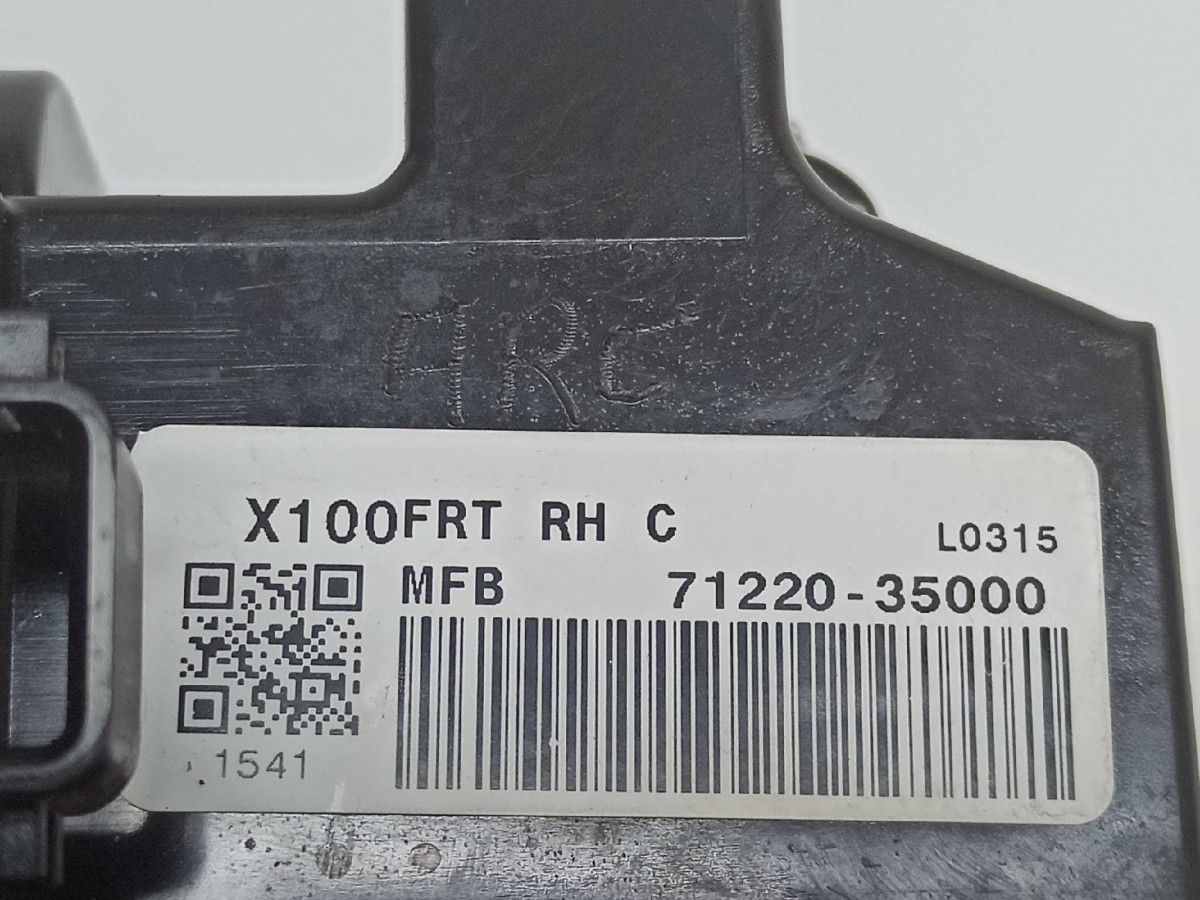 ARC
X100FRT RH C
L0315
MFB 71220-35000
1541